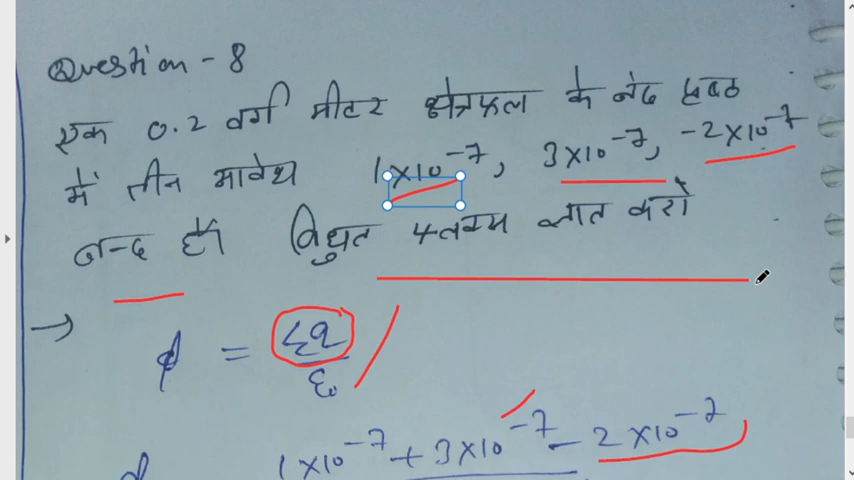 Question - 8
एक 0.2 वर्ग मीटर क्षेत्रफल के बंद पृष्ठ
में तीन आवेश 1×10⁻⁷, 3×10⁻⁷, -2×10⁻⁷
बन्द हैं। विधुत फ्लक्स ज्ञात करो
→ ϕ = Σq / ε₀
ϕ 1×10⁻⁷ + 3×10⁻⁷ - 2×10⁻⁷